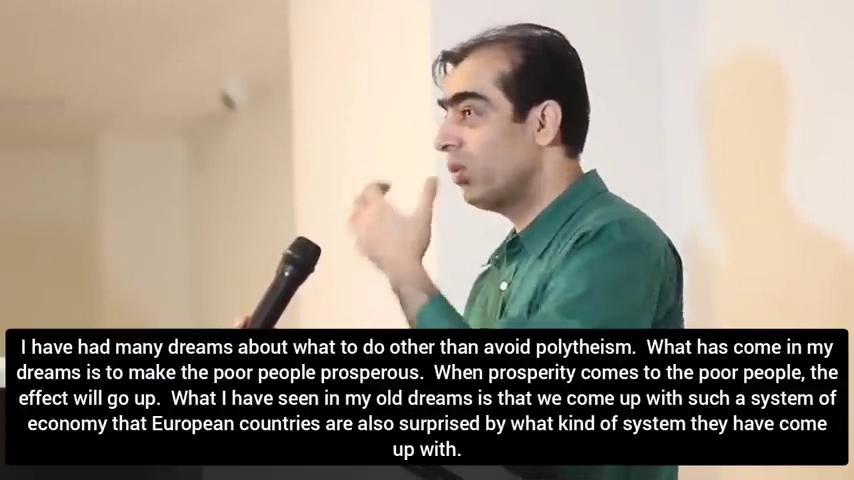 I have had many dreams about what to do other than avoid polytheism.  What has come in my
dreams is to make the poor people prosperous.  When prosperity comes to the poor people, the
effect will go up.  What I have seen in my old dreams is that we come up with such a system of
economy that European countries are also surprised by what kind of system they have come
up with.